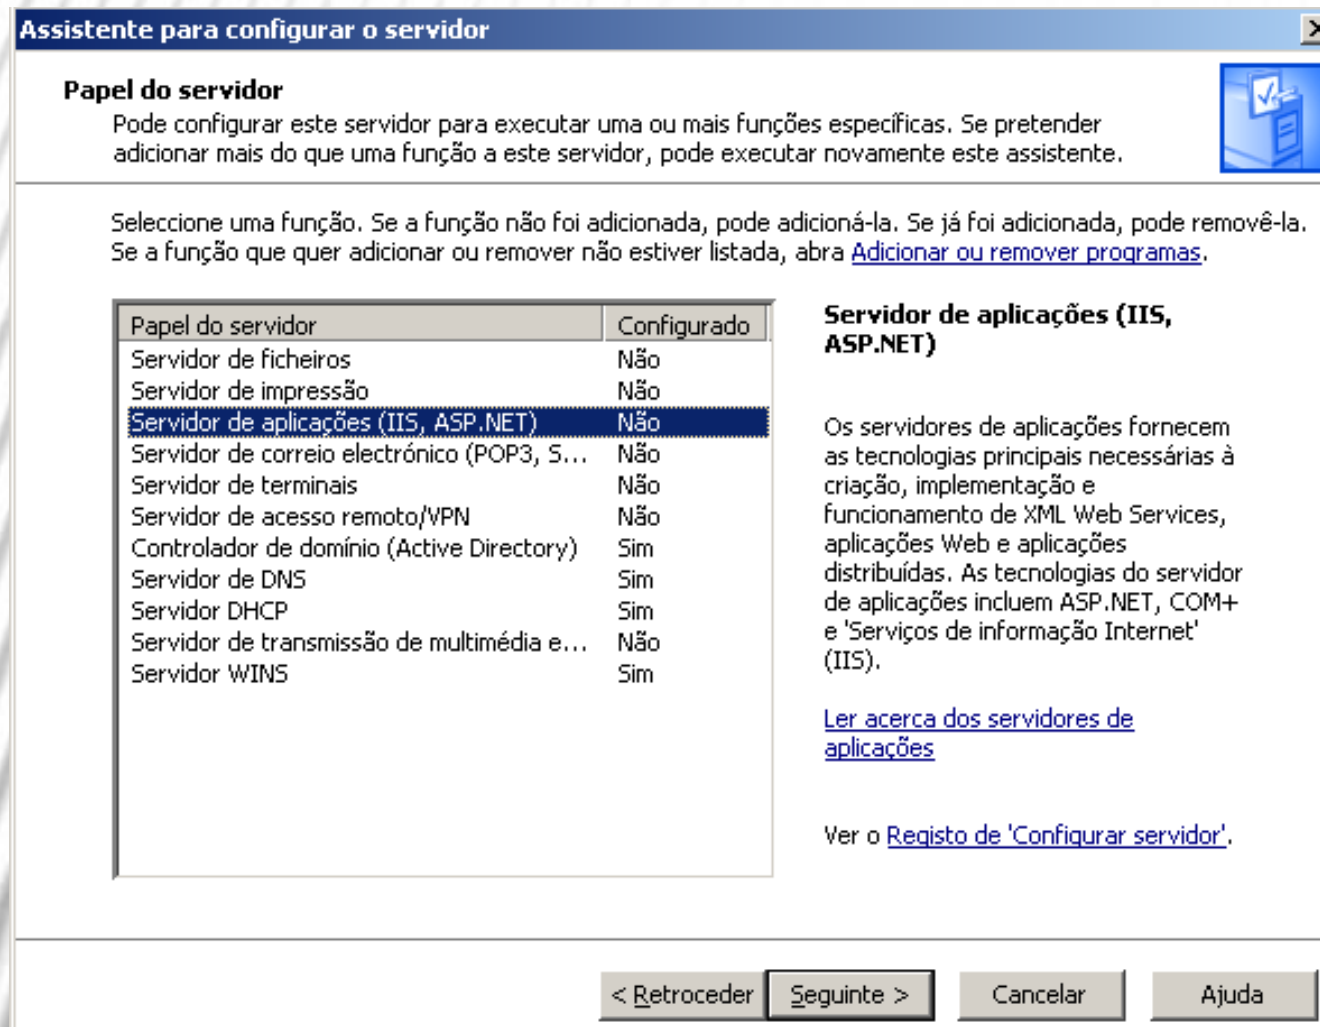 Assistente para configurar o servidor
Papel do servidor
Pode configurar este servidor para executar uma ou mais funções específicas. Se pretender
adicionar mais do que uma função a este servidor, pode executar novamente este assistente.
Seleccione uma função. Se a função não foi adicionada, pode adicioná-la. Se já foi adicionada, pode removê-la.
Se a função que quer adicionar ou remover não estiver listada, abra Adicionar ou remover programas.
Papel do servidor Configurado
Servidor de ficheiros Não
Servidor de impressão Não
Servidor de aplicações (IIS, ASP.NET) Não
Servidor de correio electrónico (POP3, S... Não
Servidor de terminais Não
Servidor de acesso remoto/VPN Não
Controlador de domínio (Active Directory) Sim
Servidor de DNS Sim
Servidor DHCP Sim
Servidor de transmissão de multimédia e... Não
Servidor WINS Sim
Servidor de aplicações (IIS,
ASP.NET)
Os servidores de aplicações fornecem
as tecnologias principais necessárias à
criação, implementação e
funcionamento de XML Web Services,
aplicações Web e aplicações
distribuídas. As tecnologias do servidor
de aplicações incluem ASP.NET, COM+
e 'Serviços de informação Internet'
(IIS).
Ler acerca dos servidores de
aplicações
Ver o Registo de 'Configurar servidor'.
< Retroceder Seguinte > Cancelar Ajuda